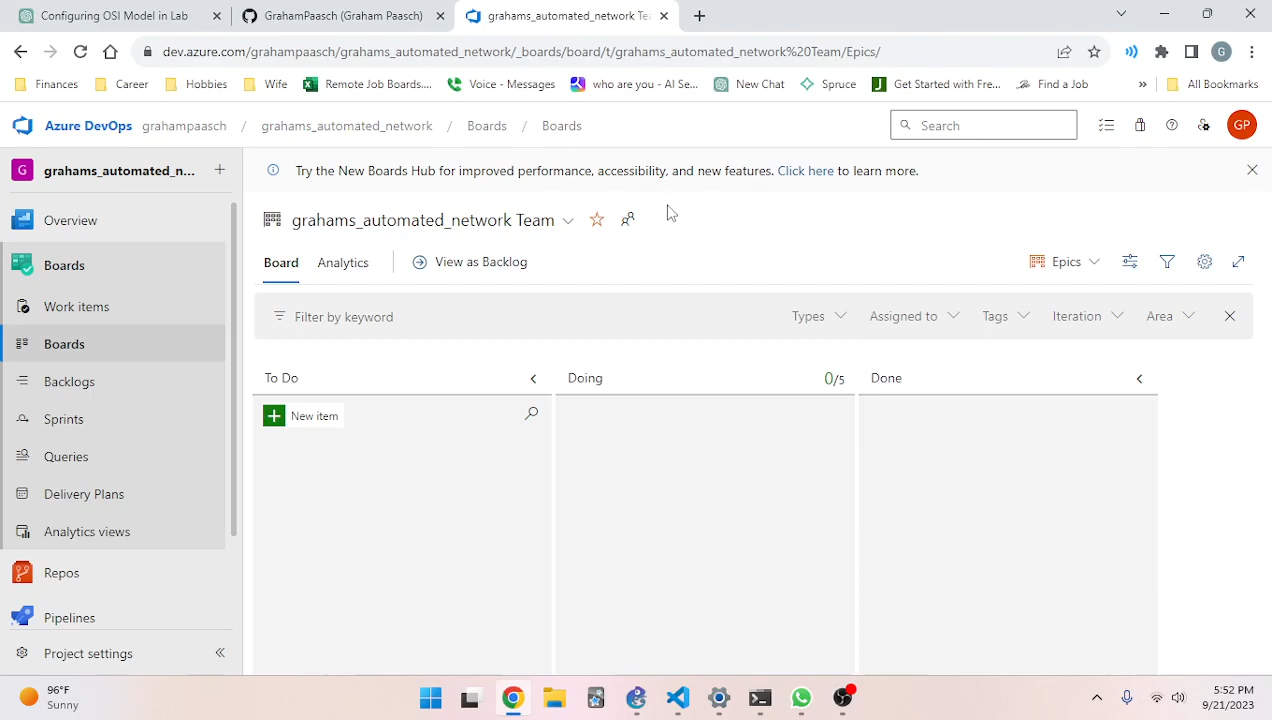 Configuring OSI Model in Lab
GrahamPaasch (Graham Paasch)
grahams_automated_network Te
dev.azure.com/grahampaasch/grahams_automated_network/_boards/board/t/grahams_automated_network%20Team/Epics/
G
Finances
Career
Hobbies
Wife
Remote Job Boards....
Voice - Messages
who are you - AI Se...
New Chat
Spruce
Get Started with Fre...
Find a Job
»
All Bookmarks
Azure DevOps
grahampaasch / grahams_automated_network / Boards / Boards
Search
GP
G
grahams_automated_n...
Try the New Boards Hub for improved performance, accessibility, and new features. Click here to learn more.
Overview
Boards
Work items
Boards
Backlogs
Sprints
Queries
Delivery Plans
Analytics views
Repos
Pipelines
Project settings
grahams_automated_network Team
Board
Analytics
View as Backlog
Epics
Filter by keyword
Types
Assigned to
Tags
Iteration
Area
To Do
Doing
0/5
Done
New item
96°F
Sunny
5:52 PM
9/21/2023